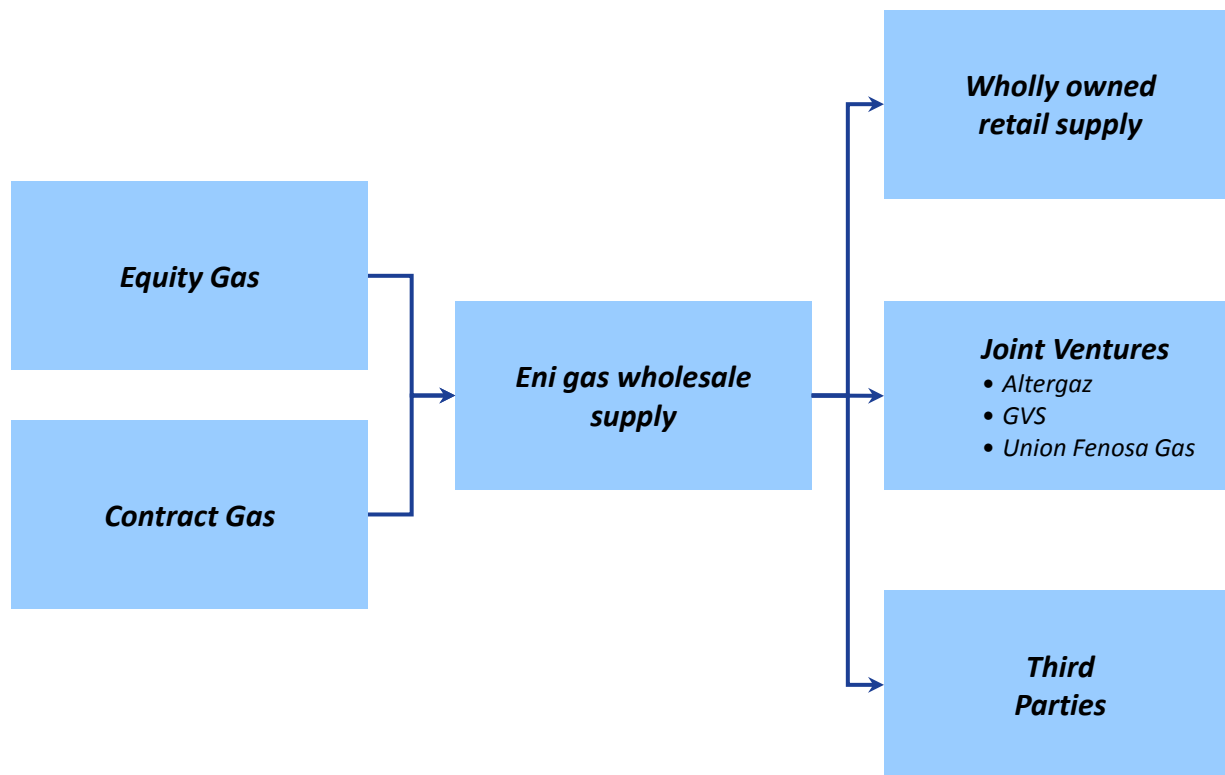 Wholly owned
retail supply
Equity Gas
Eni gas wholesale
supply
Joint Ventures
• Altergaz
• GVS
• Union Fenosa Gas
Contract Gas
Third
Parties